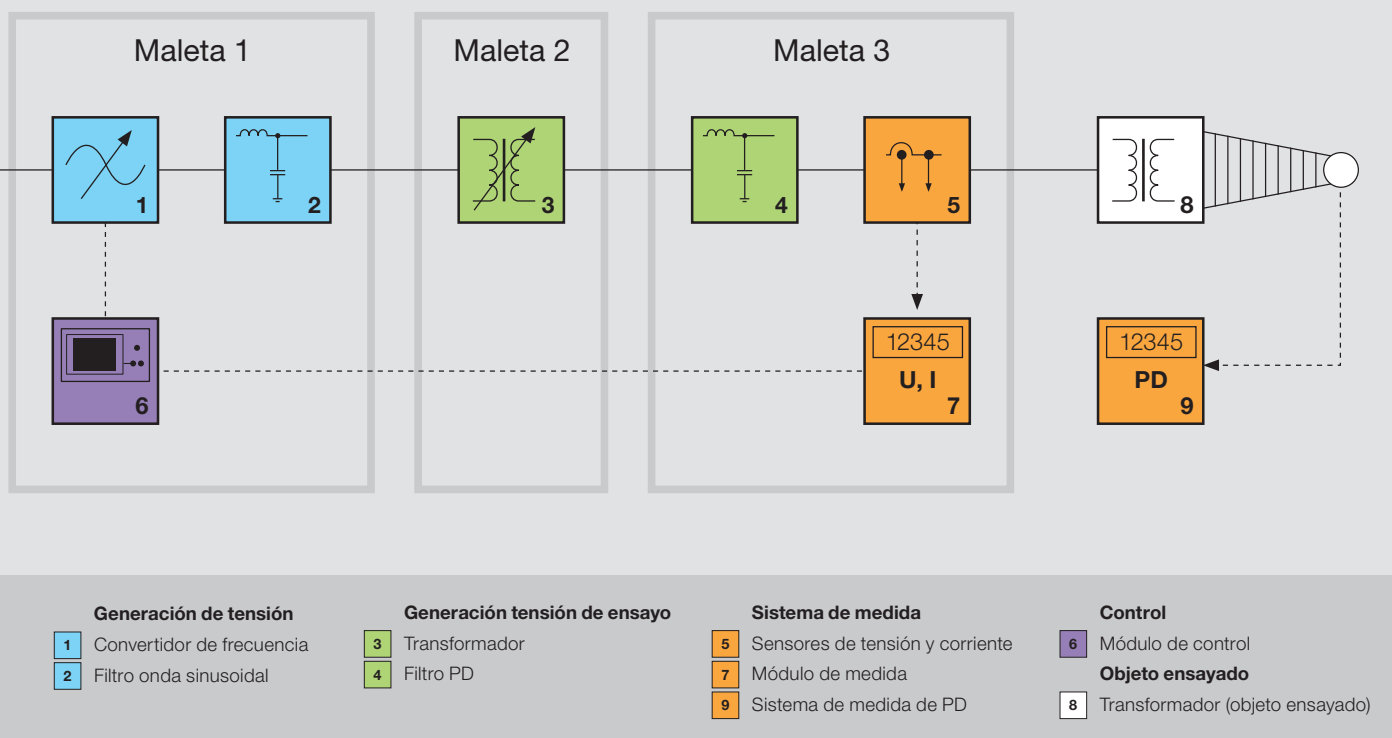 Maleta 1
Maleta 2
Maleta 3
1
2
3
4
5
8
6
12345
U, I
7
12345
PD
9
Generación de tensión
1 Convertidor de frecuencia
2 Filtro onda sinusoidal
Generación tensión de ensayo
3 Transformador
4 Filtro PD
Sistema de medida
5 Sensores de tensión y corriente
7 Módulo de medida
9 Sistema de medida de PD
Control
6 Módulo de control
Objeto ensayado
8 Transformador (objeto ensayado)